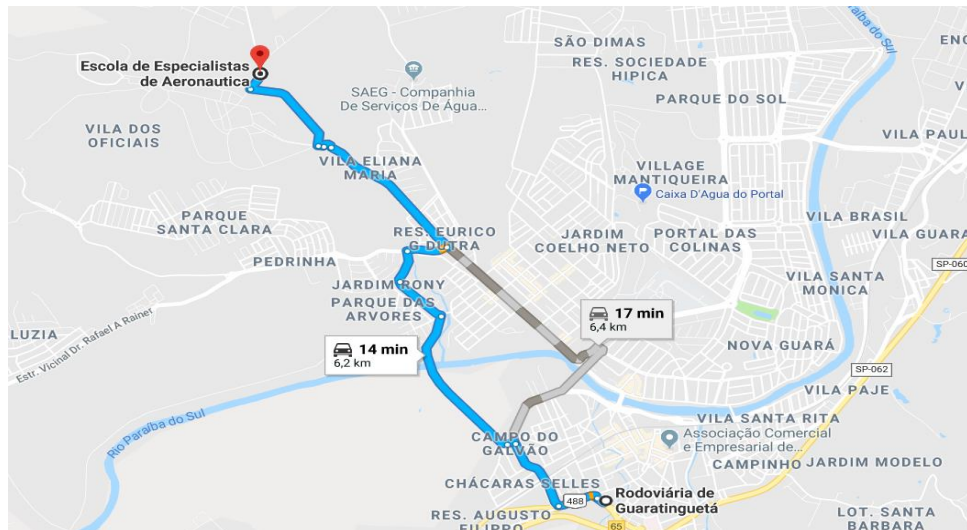 SÃO DIMAS
RES. SOCIEDADE
HIPICA
Escola de Especialistas
de Aeronautica
SAEG - Companhia
De Serviços De Água...
PARQUE DO SOL
VILA DOS
OFICIAIS
VILA PAUL
VILA ELIANA
MARIA
VILLAGE
MANTIQUEIRA
Caixa D'Agua do Portal
PARQUE
SANTA CLARA
RES. EURICO
G DUTRA
JARDIM
COELHO NETO
PORTAL DAS
COLINAS
VILA BRASIL
VILA GUARA
PEDRINHA
SP-060
JARDIM RONY
PARQUE DAS
ARVORES
VILA SANTA
MONICA
17 min
6,4 km
LUZIA
Estr. Vicinal Dr. Rafael A Rainer
14 min
6,2 km
NOVA GUARÁ
SP-062
VILA PAJE
Rio Paraíba do Sul
VILA SANTA RITA
CAMPO DO
GALVÃO
Associação Comercial
e Empresarial de...
CAMPINHO
JARDIM MODELO
CHÁCARAS SELLES
488
Rodoviária de
Guaratinguetá
RES. AUGUSTO
FILIPPO
65
LOT. SANTA
BARBARA